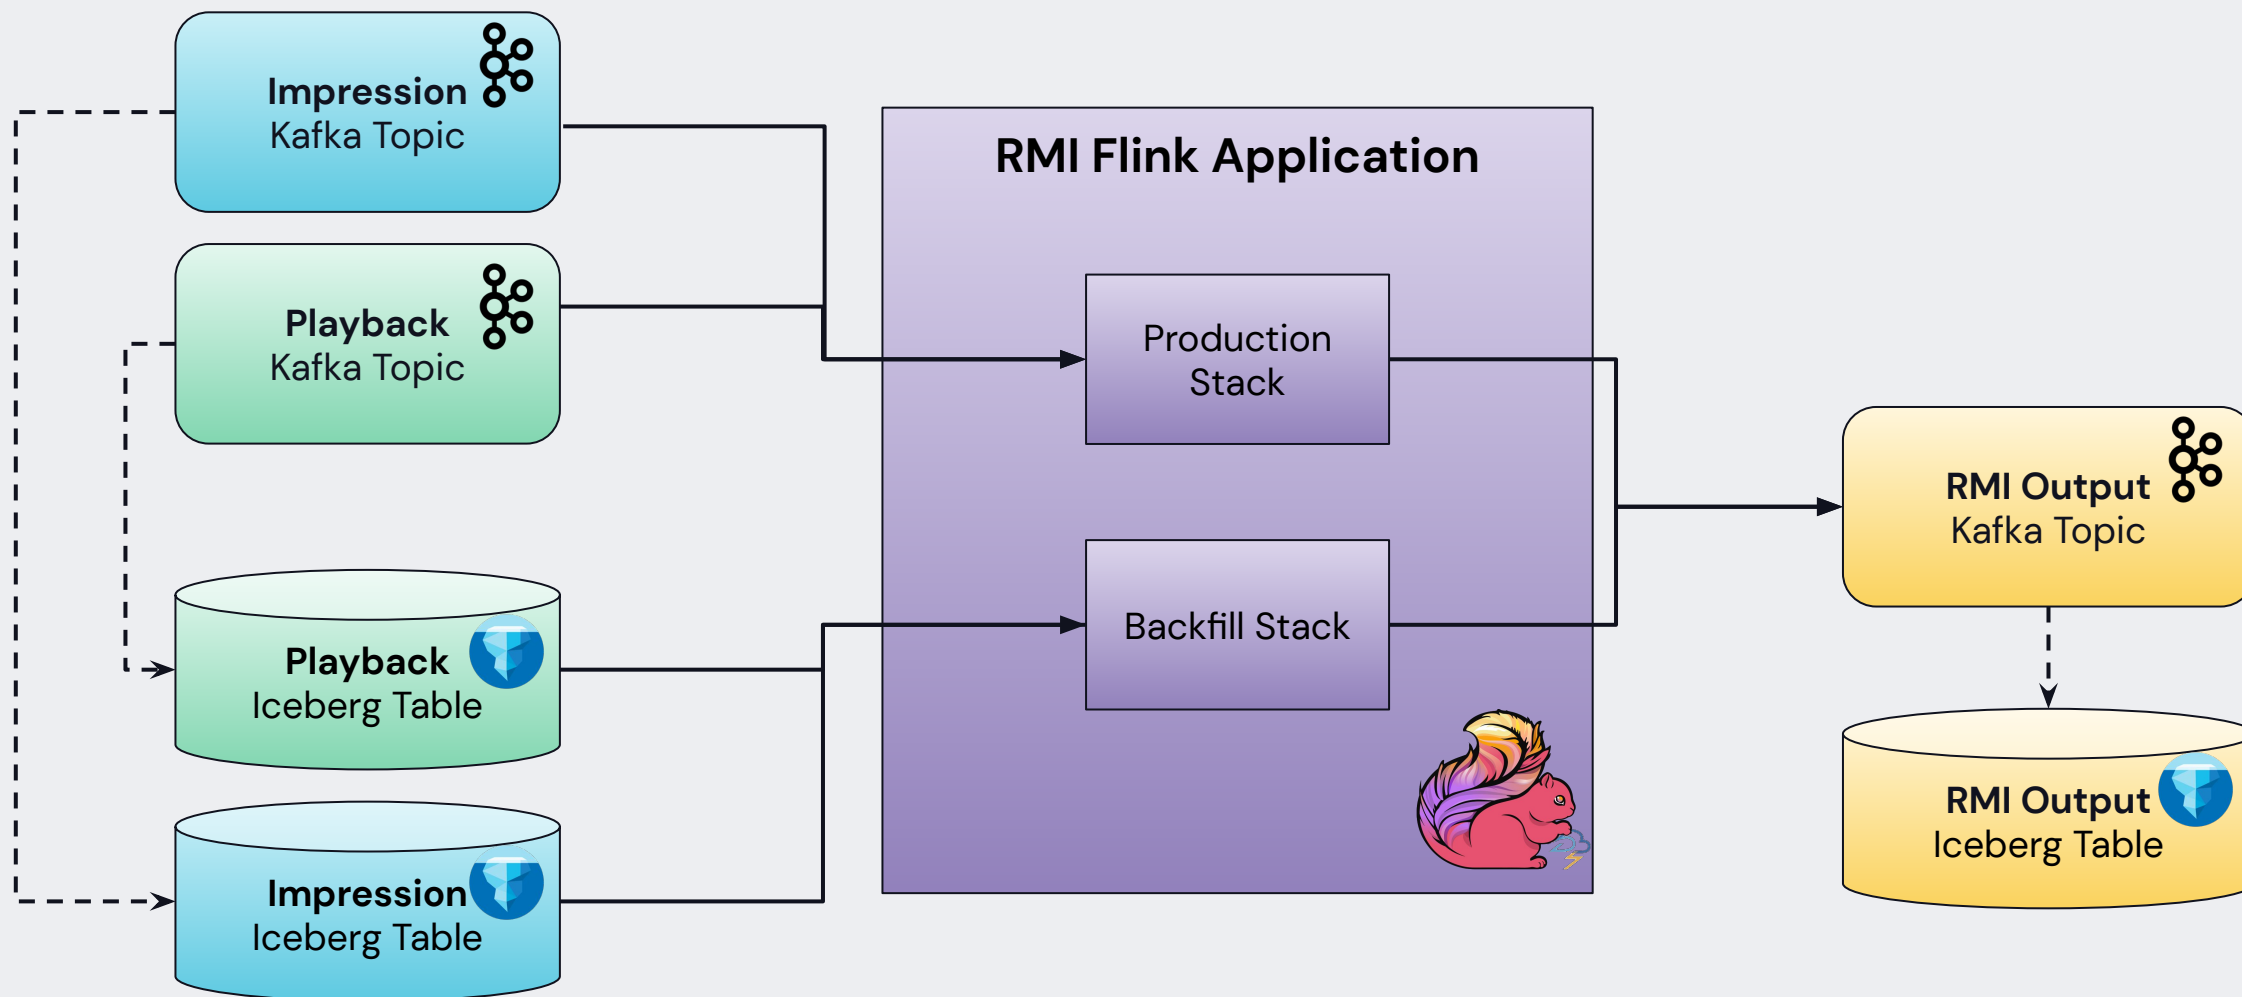 Impression
Kafka Topic
Playback
Kafka Topic
Playback
Iceberg Table
Impression
Iceberg Table
RMI Flink Application
Production
Stack
Backfill Stack
RMI Output
Kafka Topic
RMI Output
Iceberg Table